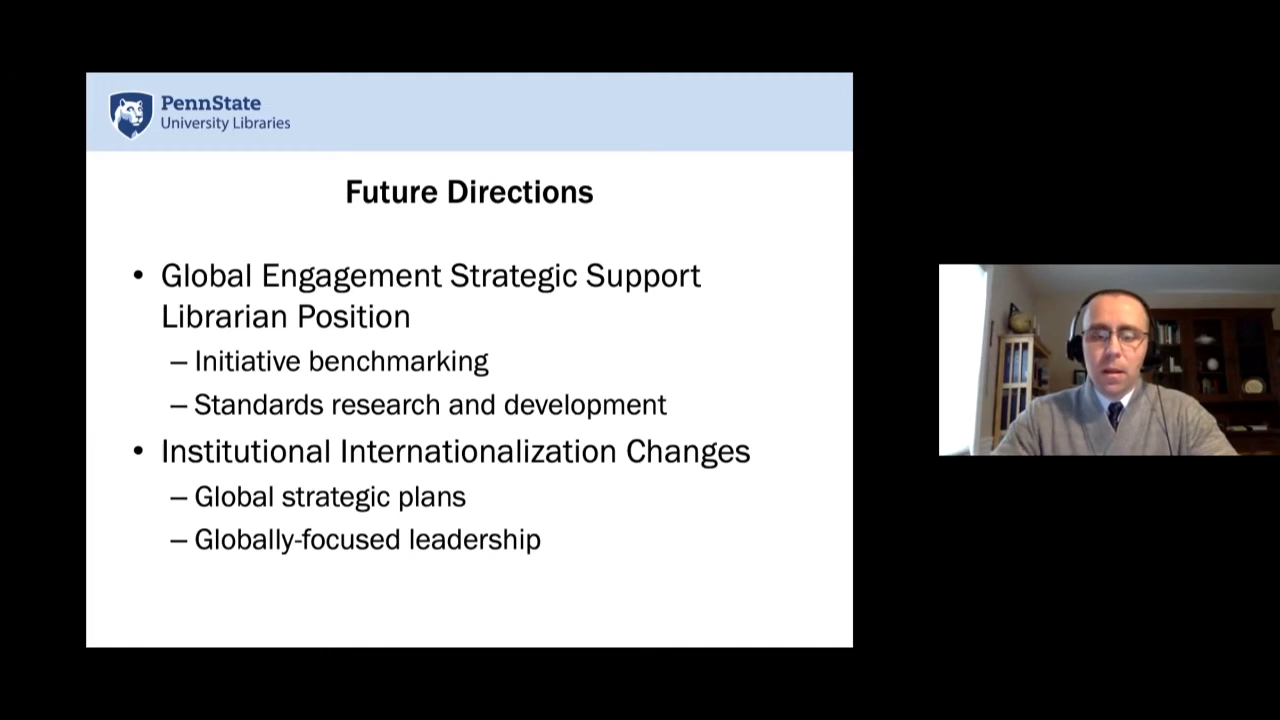 PennState
University Libraries
Future Directions
• Global Engagement Strategic Support
Librarian Position
– Initiative benchmarking
– Standards research and development
• Institutional Internationalization Changes
– Global strategic plans
– Globally-focused leadership